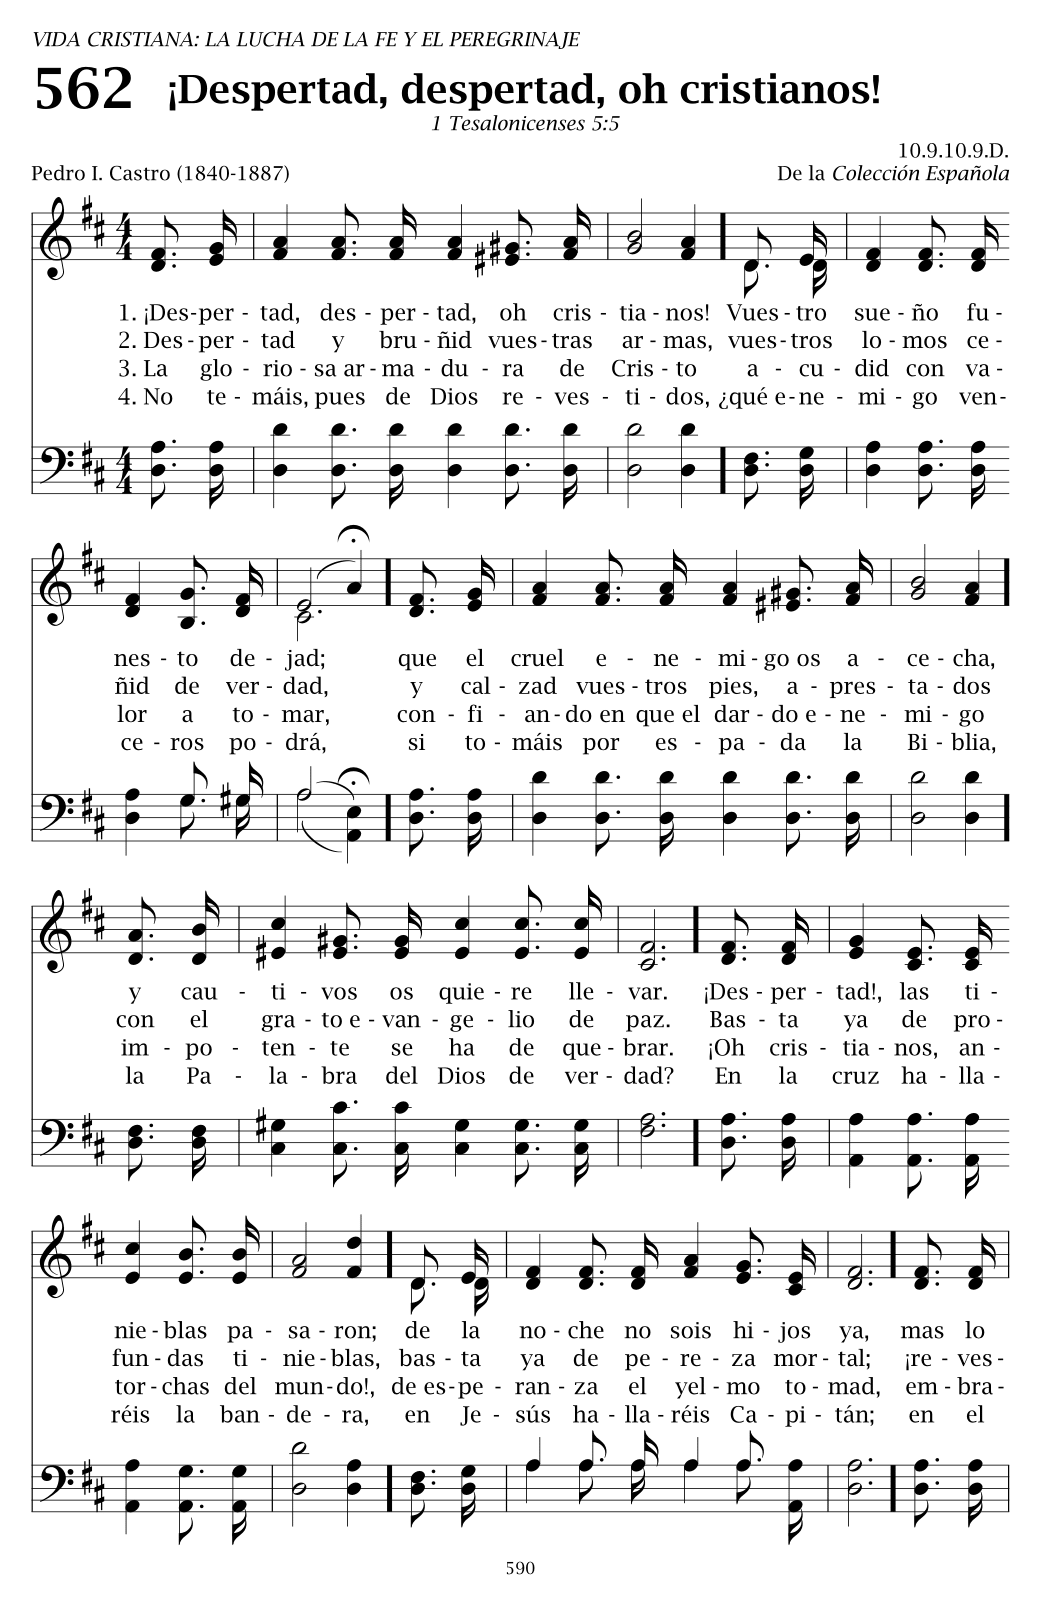 VIDA CRISTIANA: LA LUCHA DE LA FE Y EL PEREGRINAJE
562 ¡Despertad, despertad, oh cristianos!
1 Tesalonicenses 5:5
10.9.10.9.D.
Pedro I. Castro (1840-1887) De la Colección Española
1. ¡Des-per - tad, des - per - tad, oh cris - tia - nos! Vues - tro sue - ño fu -
2. Des-per - tad y bru - ñid vues - tras ar - mas, vues - tros lo - mos ce -
3. La glo - rio - sa ar - ma - du - ra de Cris - to a - cu - did con va -
4. No te - máis, pues de Dios re - ves - ti - dos, ¿qué e - ne - mi - go ven -
nes - to de - jad; que el cruel e - ne - mi - go os a - ce - cha,
ñid de ver - dad, y cal - zad vues - tros pies, a - pres - ta - dos
lor a to - mar, con - fi - an - do en que el dar - do e - ne - mi - go
ce - ros po - drá, si to - máis por es - pa - da la Bi - blia,
y cau - ti - vos os quie - re lle - var. ¡Des - per - tad!, las ti -
con el gra - to e - van - ge - lio de paz. Bas - ta ya de pro -
im - po - ten - te se ha de que - brar. ¡Oh cris - tia - nos, an -
la Pa - la - bra del Dios de ver - dad? En la cruz ha - lla -
nie - blas pa - sa - ron; de la no - che no sois hi - jos ya, mas lo
fun - das ti - nie - blas, bas - ta ya de pe - re - za mor - tal; ¡re - ves -
tor - chas del mun - do!, de es - pe - ran - za el yel - mo to - mad, em - bra -
réis la ban - de - ra, en Je - sús ha - lla - réis Ca - pi - tán; en el
590